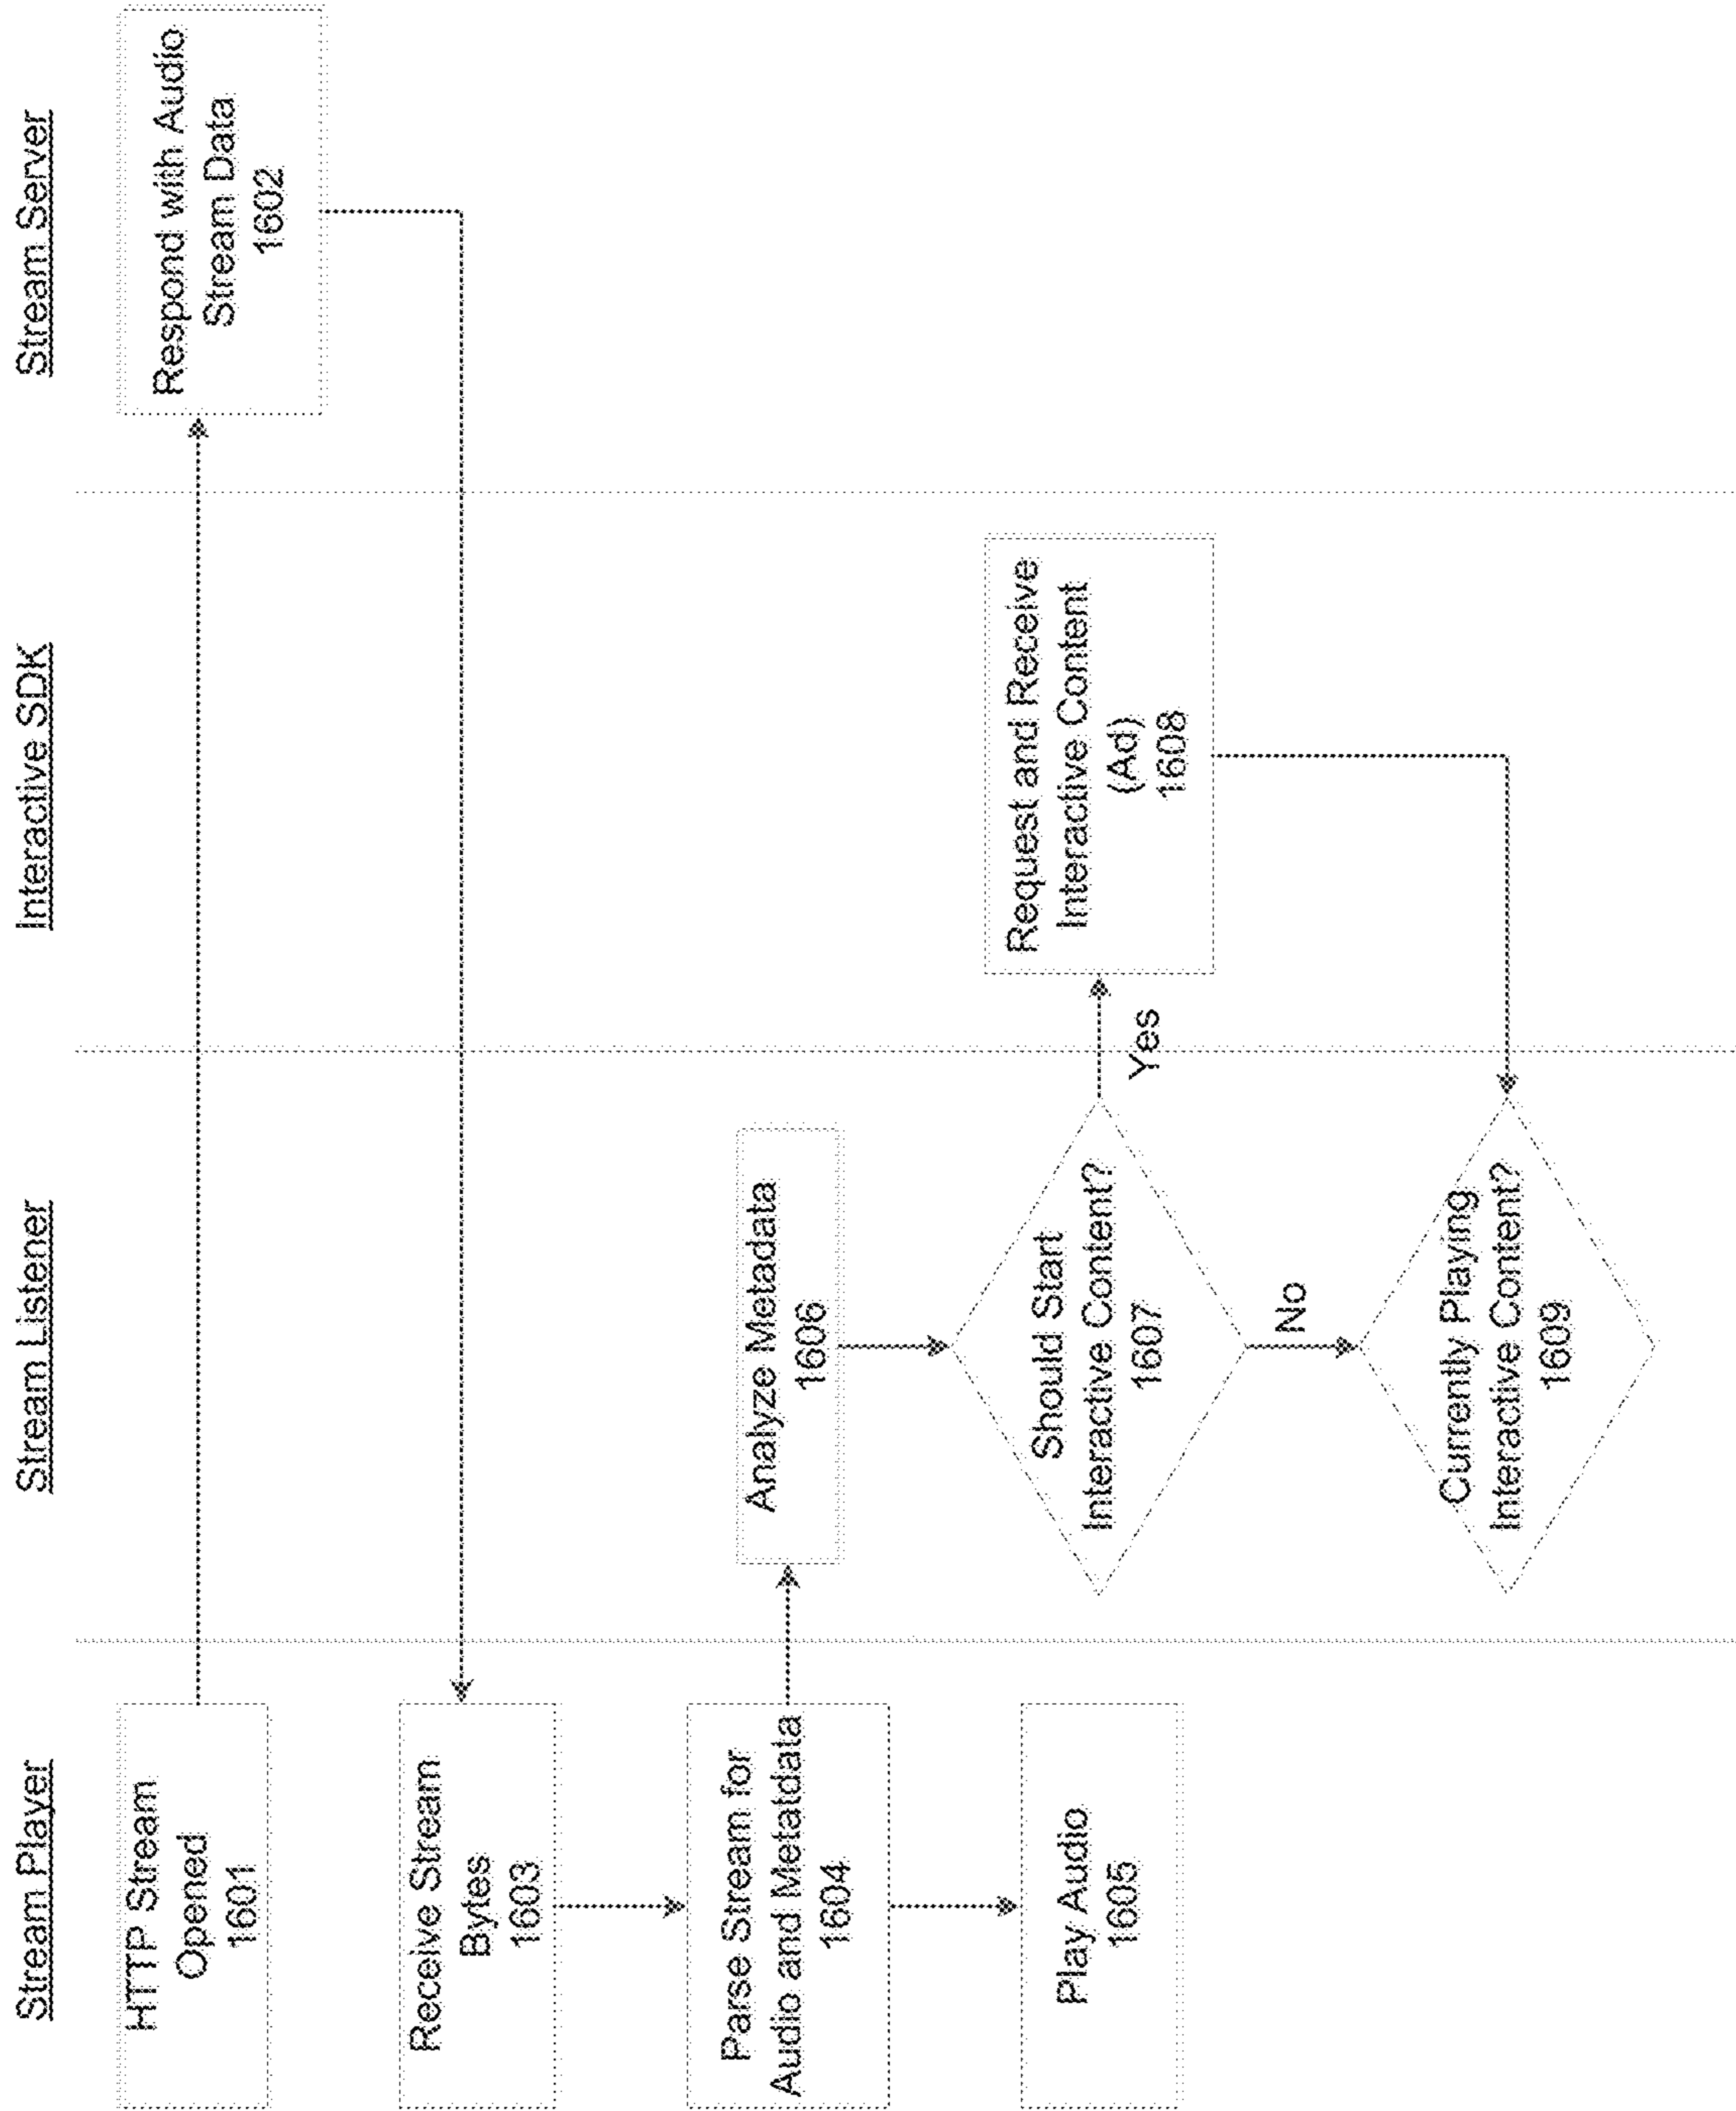 Stream Player
Stream Listener
Interactive SDK
Stream Server
HTTP Stream
Opened
1601
Respond with Audio
Stream Data
1602
Receive Stream
Bytes
1603
Parse Stream for
Audio and Metatdata
1604
Analyze Metadata
1606
Play Audio
1605
Should Start
Interactive Content?
1607
Yes
Request and Receive
Interactive Content
(Ad)
1608
No
Currently Playing
Interactive Content?
1609